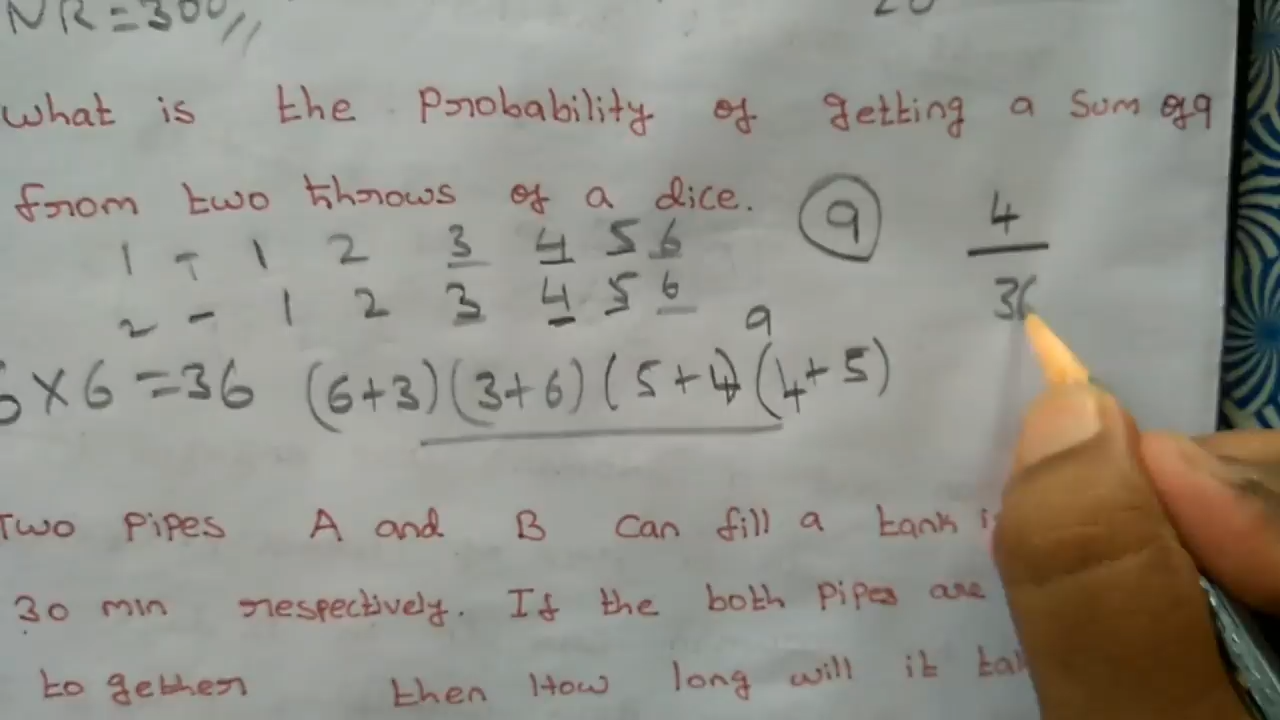 NR = 300//
20
What is the Probability of getting a Sum of 9
from two throws of a dice.
9
4
36
1 - 1 2 3 4 5 6
2 - 1 2 3 4 5 6
9
6 × 6 = 36 (6+3) (3+6) (5+4) (4+5)
Two Pipes A and B Can fill a tank
30 min respectively. If the both Pipes are
to gether then How long will it